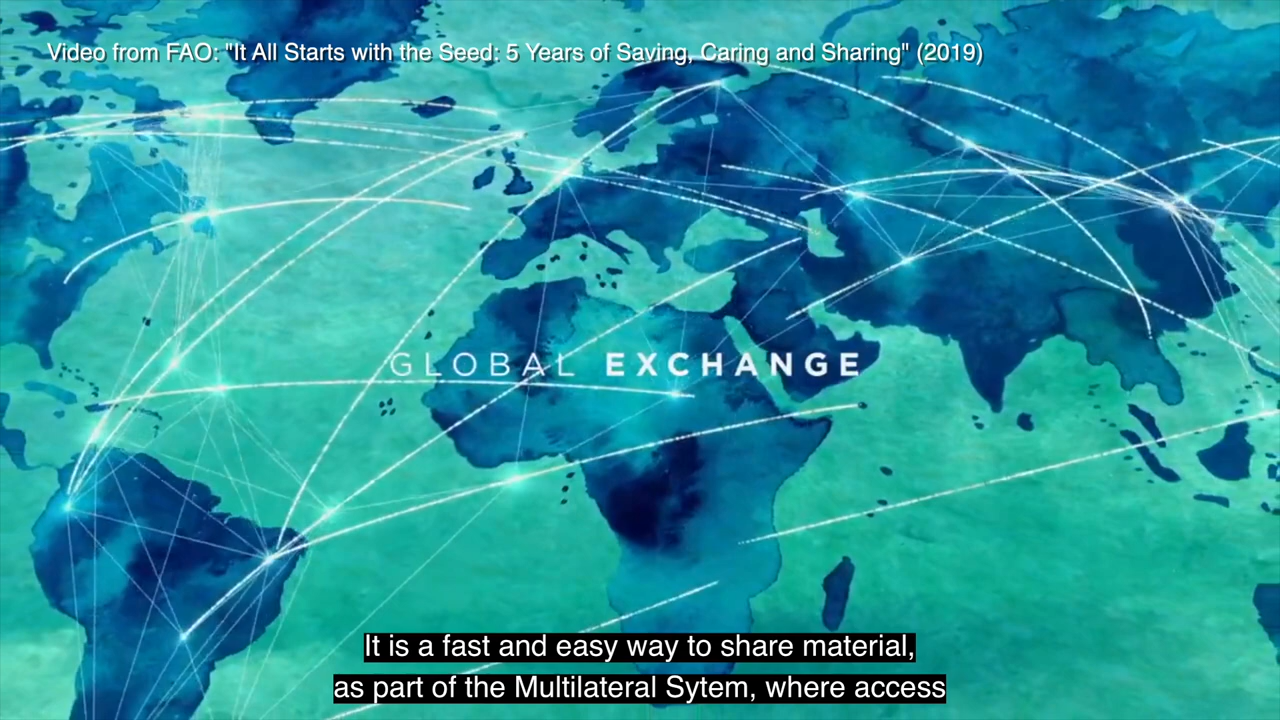 Video from FAO: "It All Starts with the Seed: 5 Years of Saving, Caring and Sharing" (2019)
GLOBAL EXCHANGE
It is a fast and easy way to share material,
as part of the Multilateral Sytem, where access